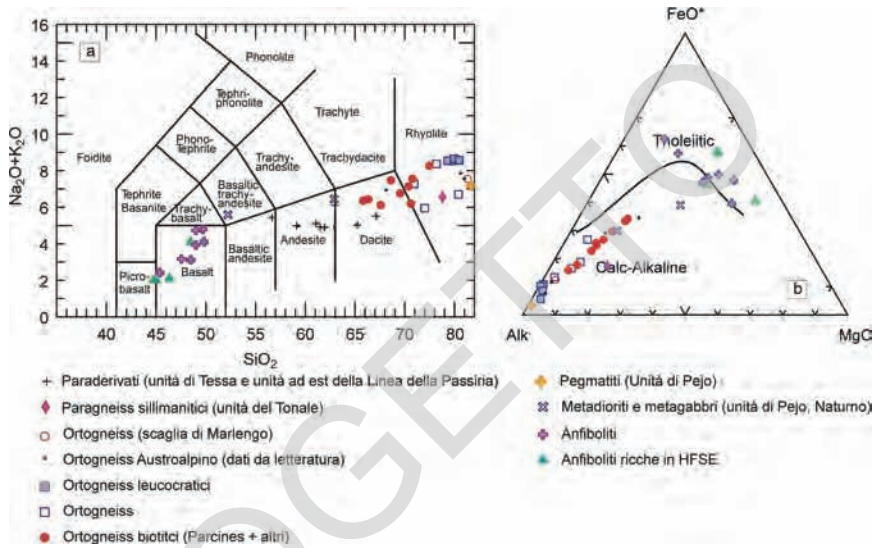 a
Na₂O+K₂O
16
14
12
10
8
6
4
2
0
40
45
50
55
60
65
70
75
80
SiO₂
Foidite
Phonolite
Tephri-
phonolite
Phono-
Tephrite
Tephrite
Basanite
Trachy-
basalt
Basaltic
trachy-
andesite
Trachy-
andesite
Trachyte
Trachydacite
Rhyolite
Picro-
basalt
Basalt
Basaltic
andesite
Andesite
Dacite
FeO*
Tholeiitic
Calc-Alkaline
b
Alk
MgC
Paraderivati (unità di Tessa e unità ad est della Linea della Passiria)
Paragneiss sillimanitici (unità del Tonale)
Ortogneiss (scaglia di Marlengo)
Ortogneiss Austroalpino (dati da letteratura)
Ortogneiss leucocratici
Ortogneiss
Ortogneiss biotitci (Parcines + altri)
Pegmatiti (Unità di Pejo)
Metadioriti e metagabbri (unità di Pejo, Naturno)
Anfiboliti
Anfiboliti ricche in HFSE
OGETTO